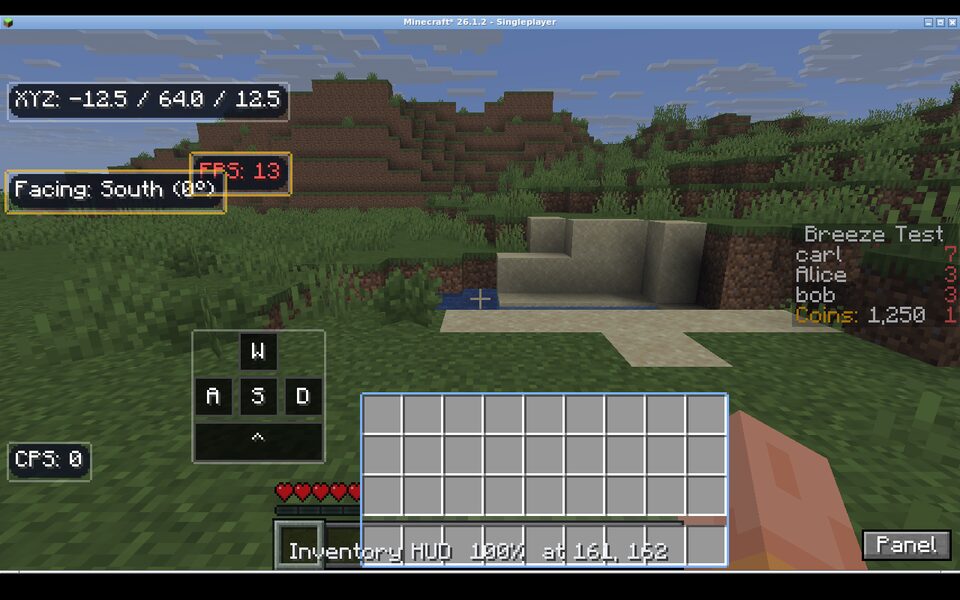 Minecraft* 26.1.2 - Singleplayer
XYZ: -12.5 / 64.0 / 12.5
FPS: 13
Facing: South (0°)
Breeze Test
carl 7
Alice 3
bob 3
Coins: 1,250 1
W
A S D
^
CPS: 0
Inventory HUD 100% at 161, 162
Panel